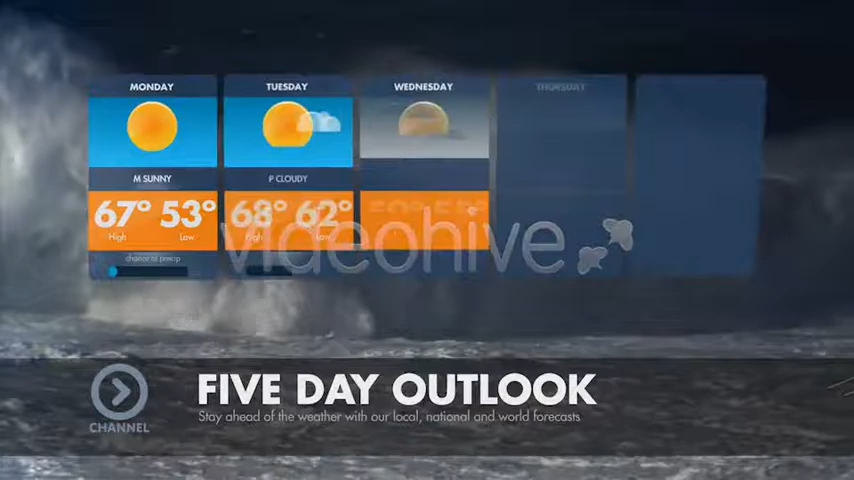 MONDAY
TUESDAY
WEDNESDAY
THURSDAY
M SUNNY
P CLOUDY
67° 53°
68° 62°
High Low
High Low
videohive
chance of precip
FIVE DAY OUTLOOK
Stay ahead of the weather with our local, national and world forecasts
CHANNEL